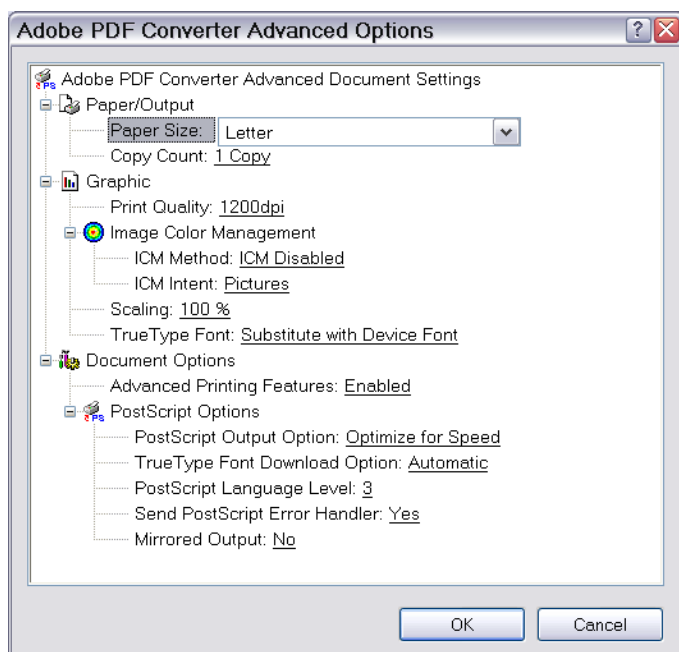 Adobe PDF Converter Advanced Options
Adobe PDF Converter Advanced Document Settings
Paper/Output
Paper Size: Letter
Copy Count: 1 Copy
Graphic
Print Quality: 1200dpi
Image Color Management
ICM Method: ICM Disabled
ICM Intent: Pictures
Scaling: 100 %
TrueType Font: Substitute with Device Font
Document Options
Advanced Printing Features: Enabled
PostScript Options
PostScript Output Option: Optimize for Speed
TrueType Font Download Option: Automatic
PostScript Language Level: 3
Send PostScript Error Handler: Yes
Mirrored Output: No
OK Cancel